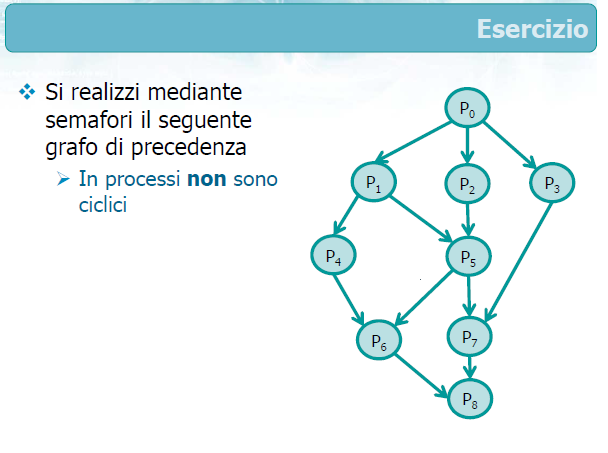 Esercizio
❖ Si realizzi mediante
semafori il seguente
grafo di precedenza
➢ In processi non sono
ciclici
P0
P1
P2
P3
P4
P5
P6
P7
P8